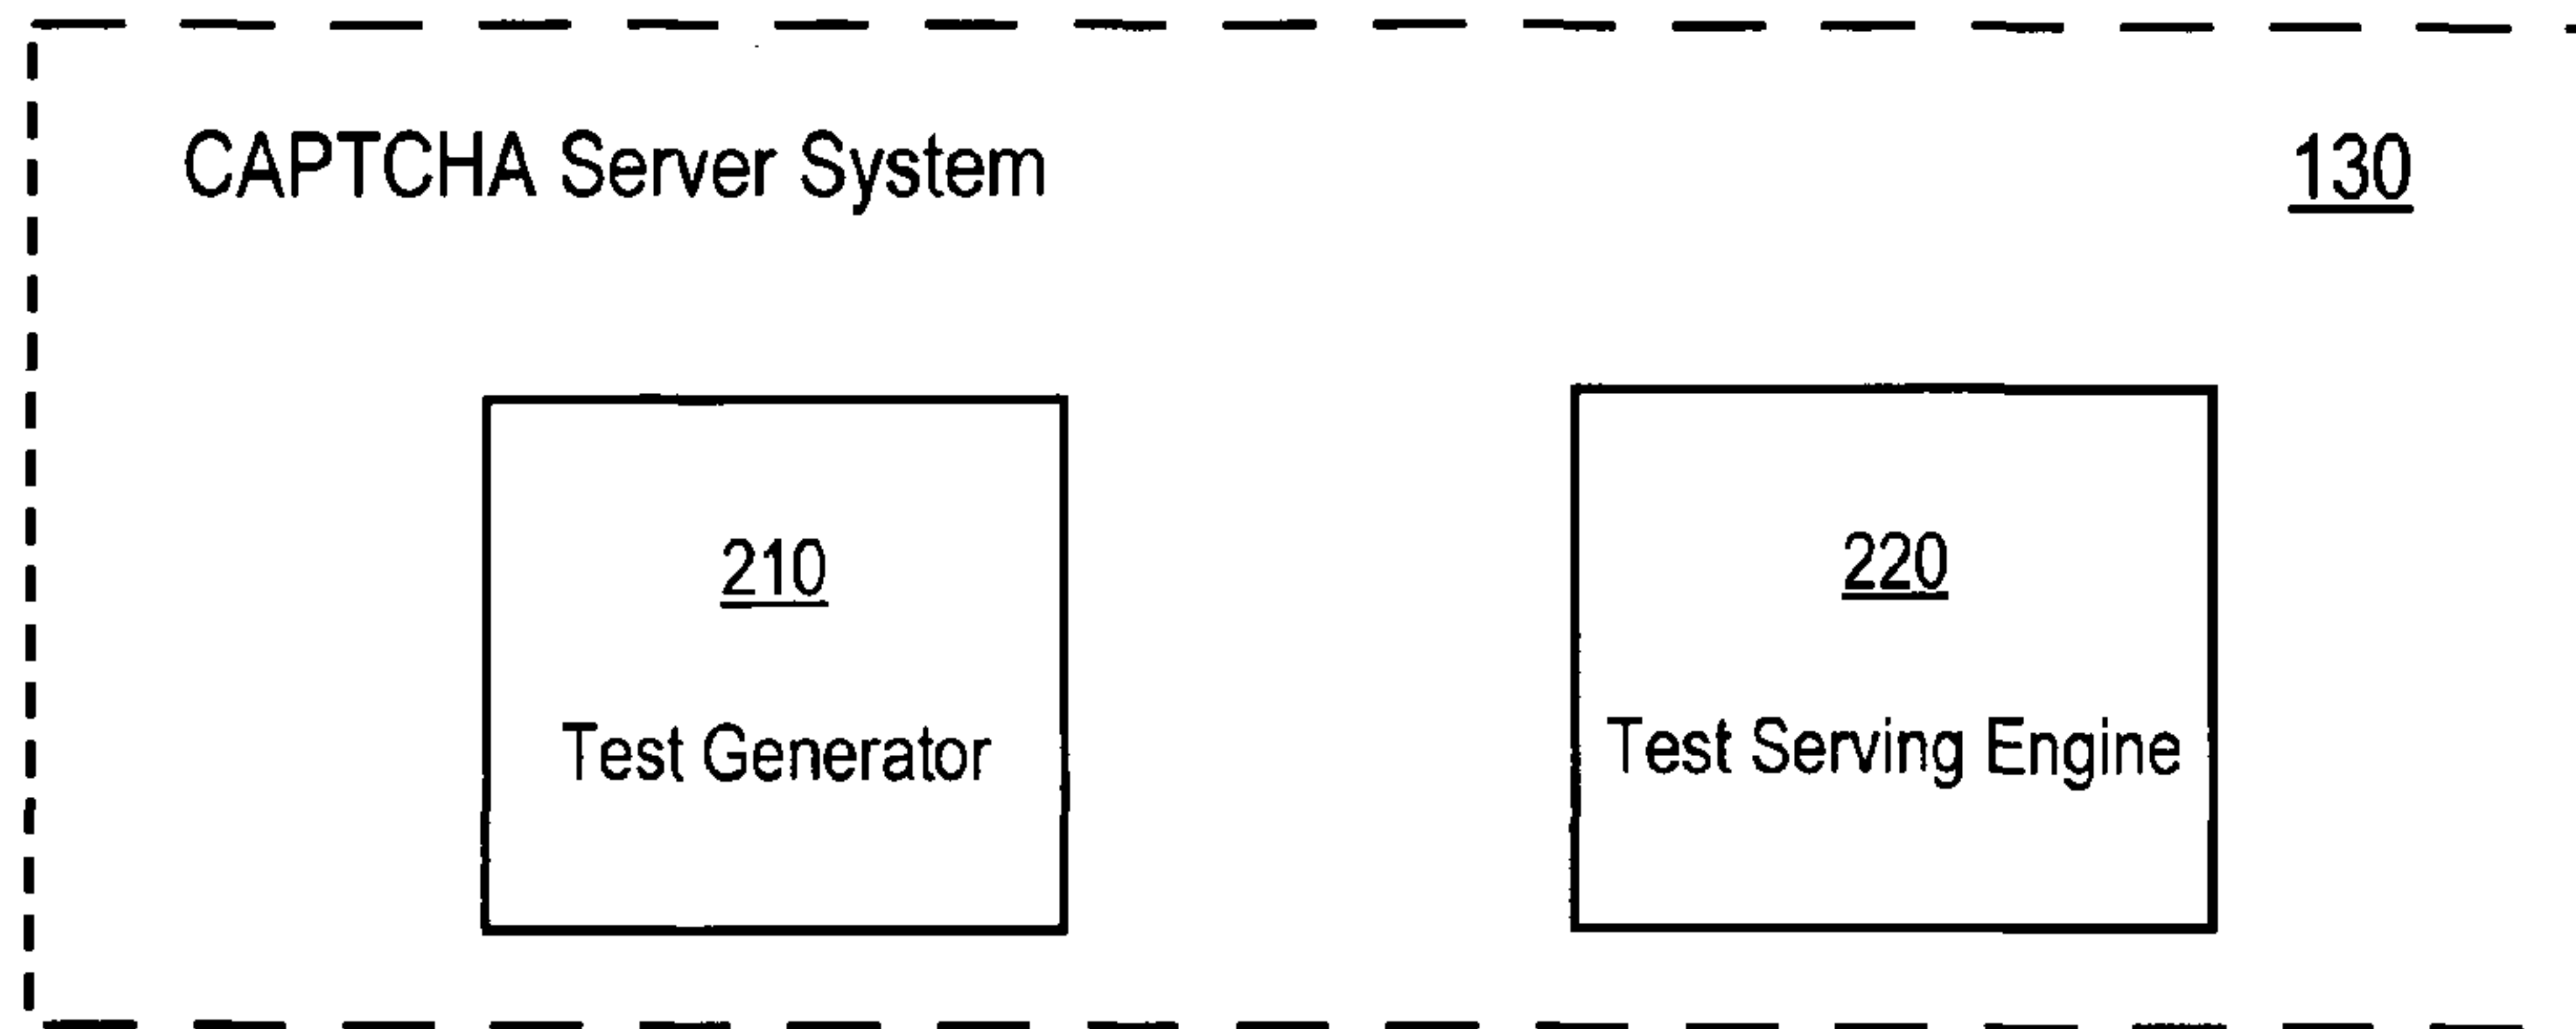 CAPTCHA Server System
130
210
Test Generator
220
Test Serving Engine